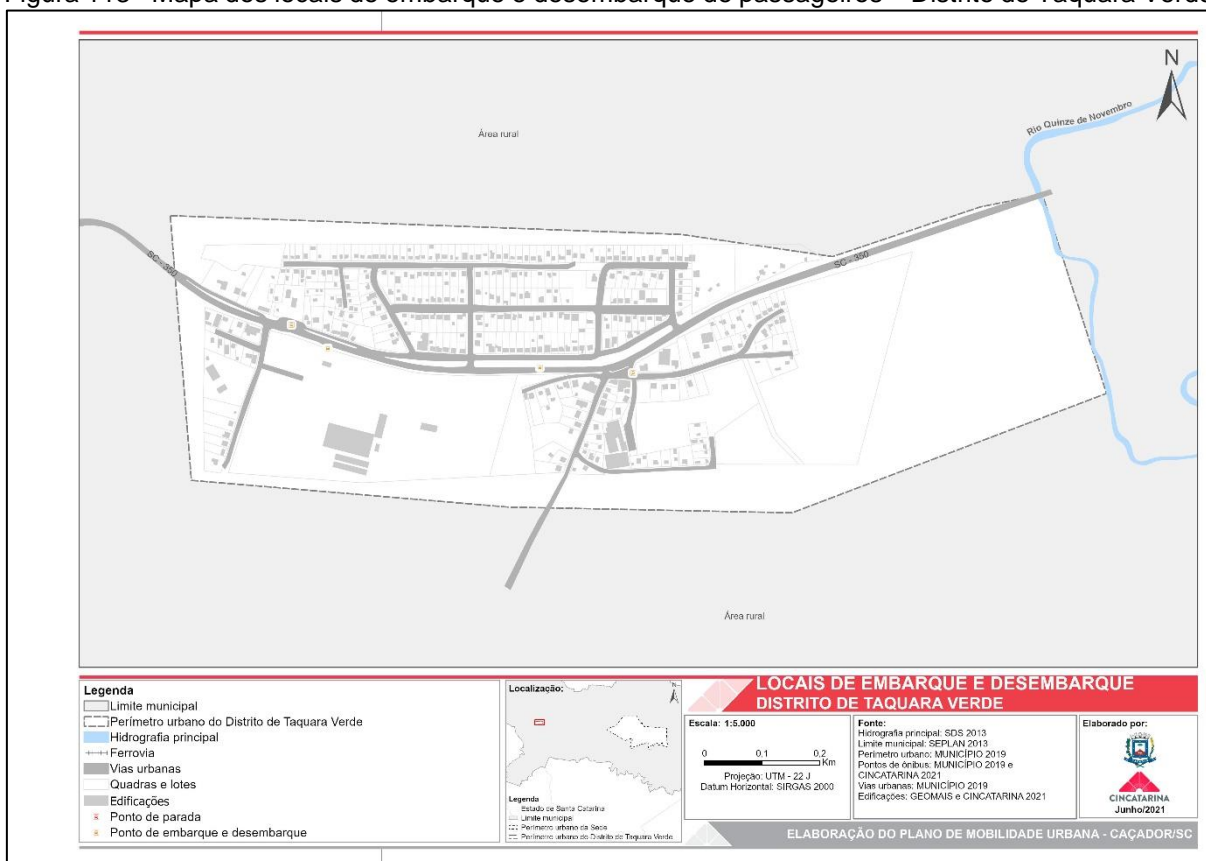 Figura 118 - Mapa dos locais de embarque e desembarque de passageiros – Distrito de Taquara Verde
N
Rio Quinze de Novembro
Área rural
SC - 350
SC - 350
Área rural
Legenda
Limite municipal
Perímetro urbano do Distrito de Taquara Verde
Hidrografia principal
Ferrovia
Vias urbanas
Quadras e lotes
Edificações
Ponto de parada
Ponto de embarque e desembarque
Localização:
N
Legenda
Estado de Santa Catarina
Limite municipal
Perímetro urbano da Sede
Perímetro urbano do Distrito de Taquara Verde
LOCAIS DE EMBARQUE E DESEMBARQUE
DISTRITO DE TAQUARA VERDE
Escala: 1:5.000
0 0,1 0,2
Km
Projeção: UTM - 22 J
Datum Horizontal: SIRGAS 2000
Fonte:
Hidrografia principal: SDS 2013
Limite municipal: SEPLAN 2013
Perímetro urbano: MUNICÍPIO 2019
Pontos de ônibus: MUNICÍPIO 2019 e
CINCATARINA 2021
Vias urbanas: MUNICÍPIO 2019
Edificações: GEOMAIS e CINCATARINA 2021
Elaborado por:
CINCATARINA
Junho/2021
ELABORAÇÃO DO PLANO DE MOBILIDADE URBANA - CAÇADOR/SC